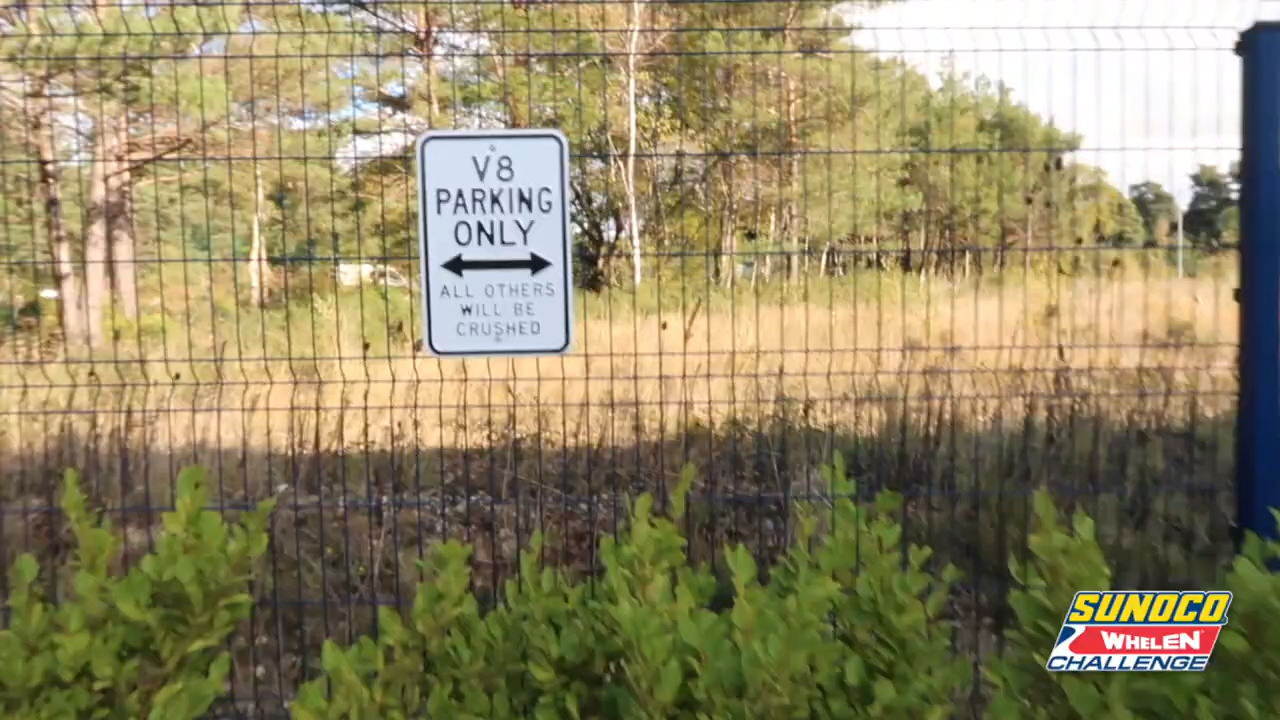 V8
PARKING
ONLY
ALL OTHERS
WILL BE
CRUSHED
SUNOCO
WHELEN
CHALLENGE